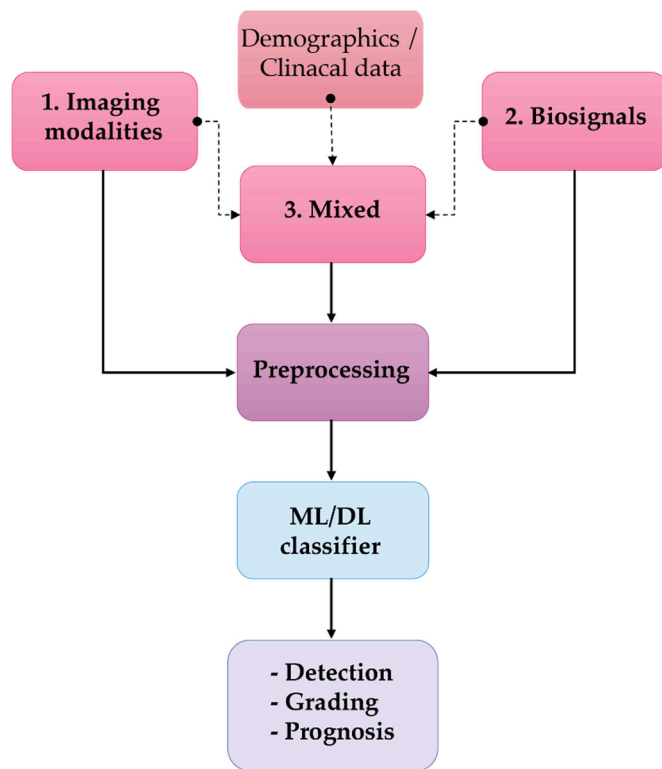 Demographics /
Clinacal data
1. Imaging
modalities
2. Biosignals
3. Mixed
Preprocessing
ML/DL
classifier
- Detection
- Grading
- Prognosis